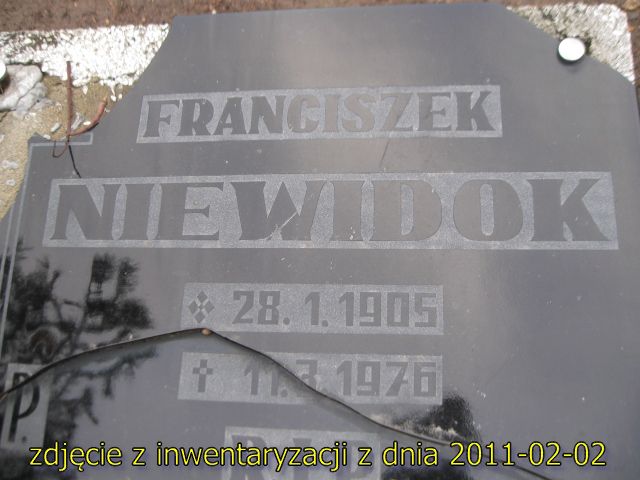 FRANCISZEK
NIEWIDOK
28.1.1905
✝ 11.3.1976
P.
zdjęcie z inwentaryzacji z dnia 2011-02-02